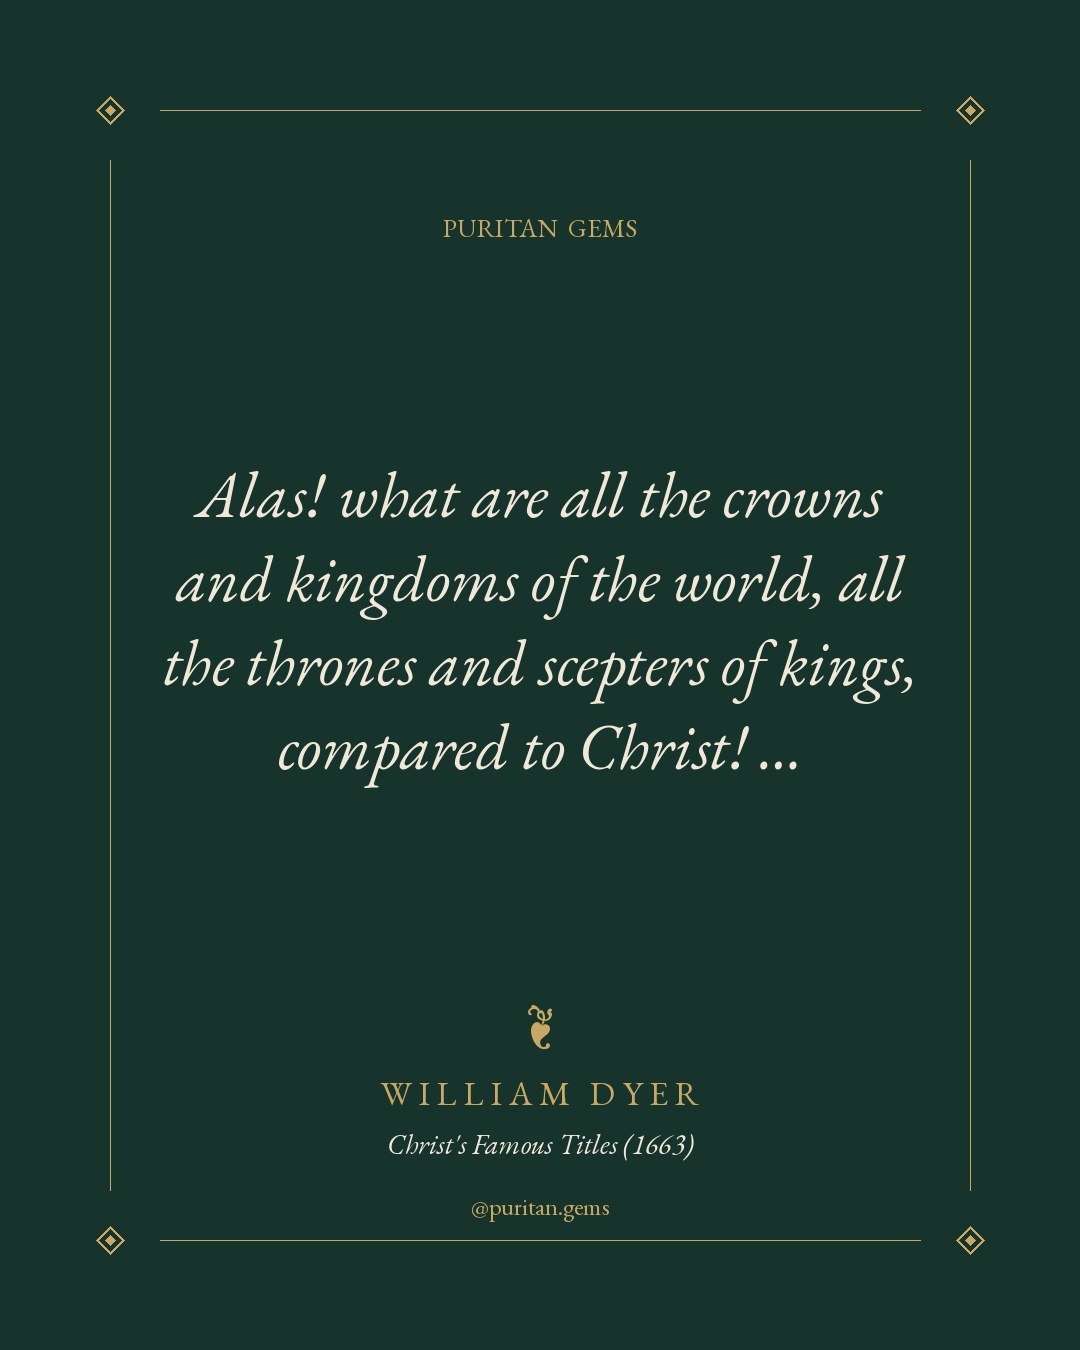 PURITAN GEMS
Alas! what are all the crowns
and kingdoms of the world, all
the thrones and scepters of kings,
compared to Christ! ...
WILLIAM DYER
Christ's Famous Titles (1663)
@puritan.gems